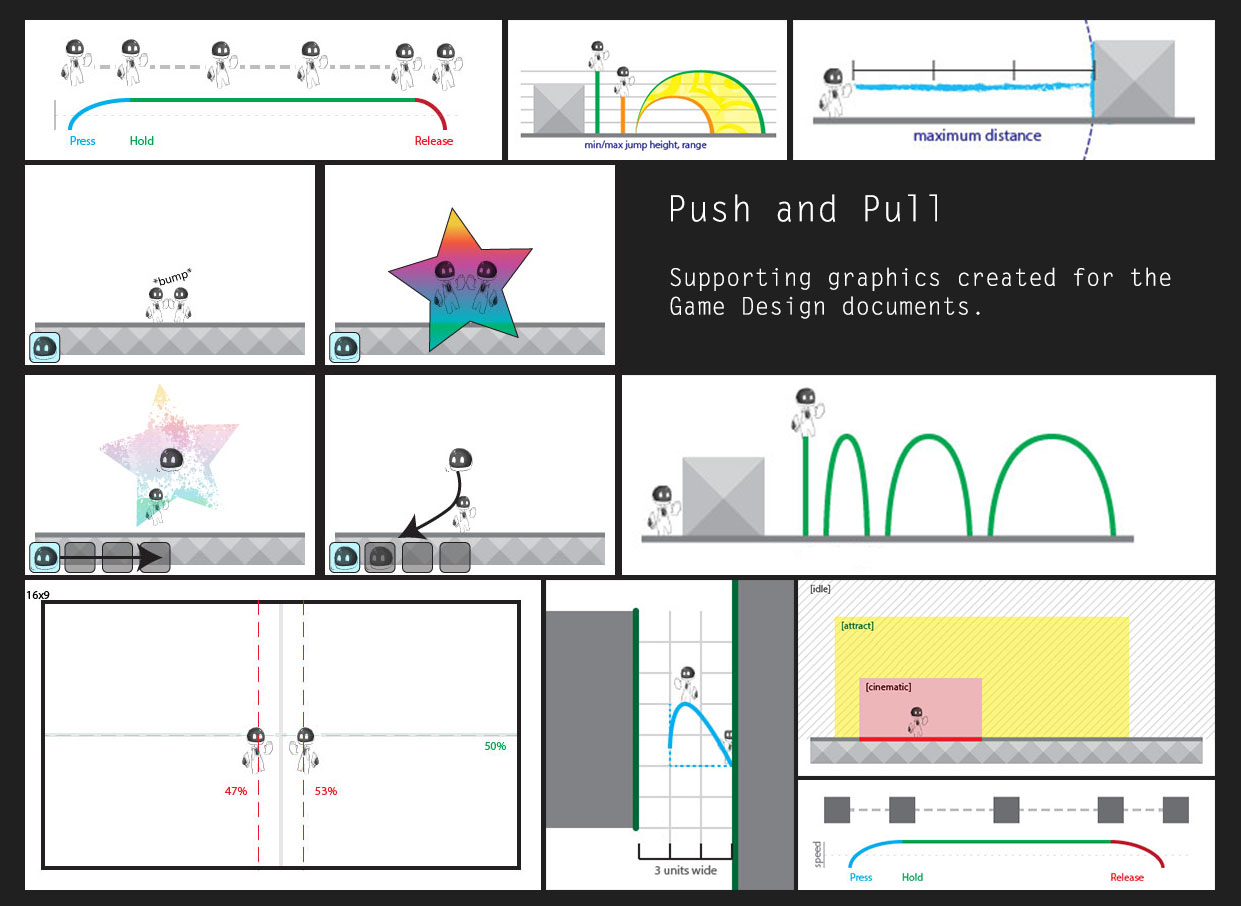 Press
Hold
Release
min/max jump height, range
maximum distance
*bump*
Push and Pull
Supporting graphics created for the
Game Design documents.
16x9
50%
47%
53%
3 units wide
[idle]
[attract]
[cinematic]
speed
Press
Hold
Release